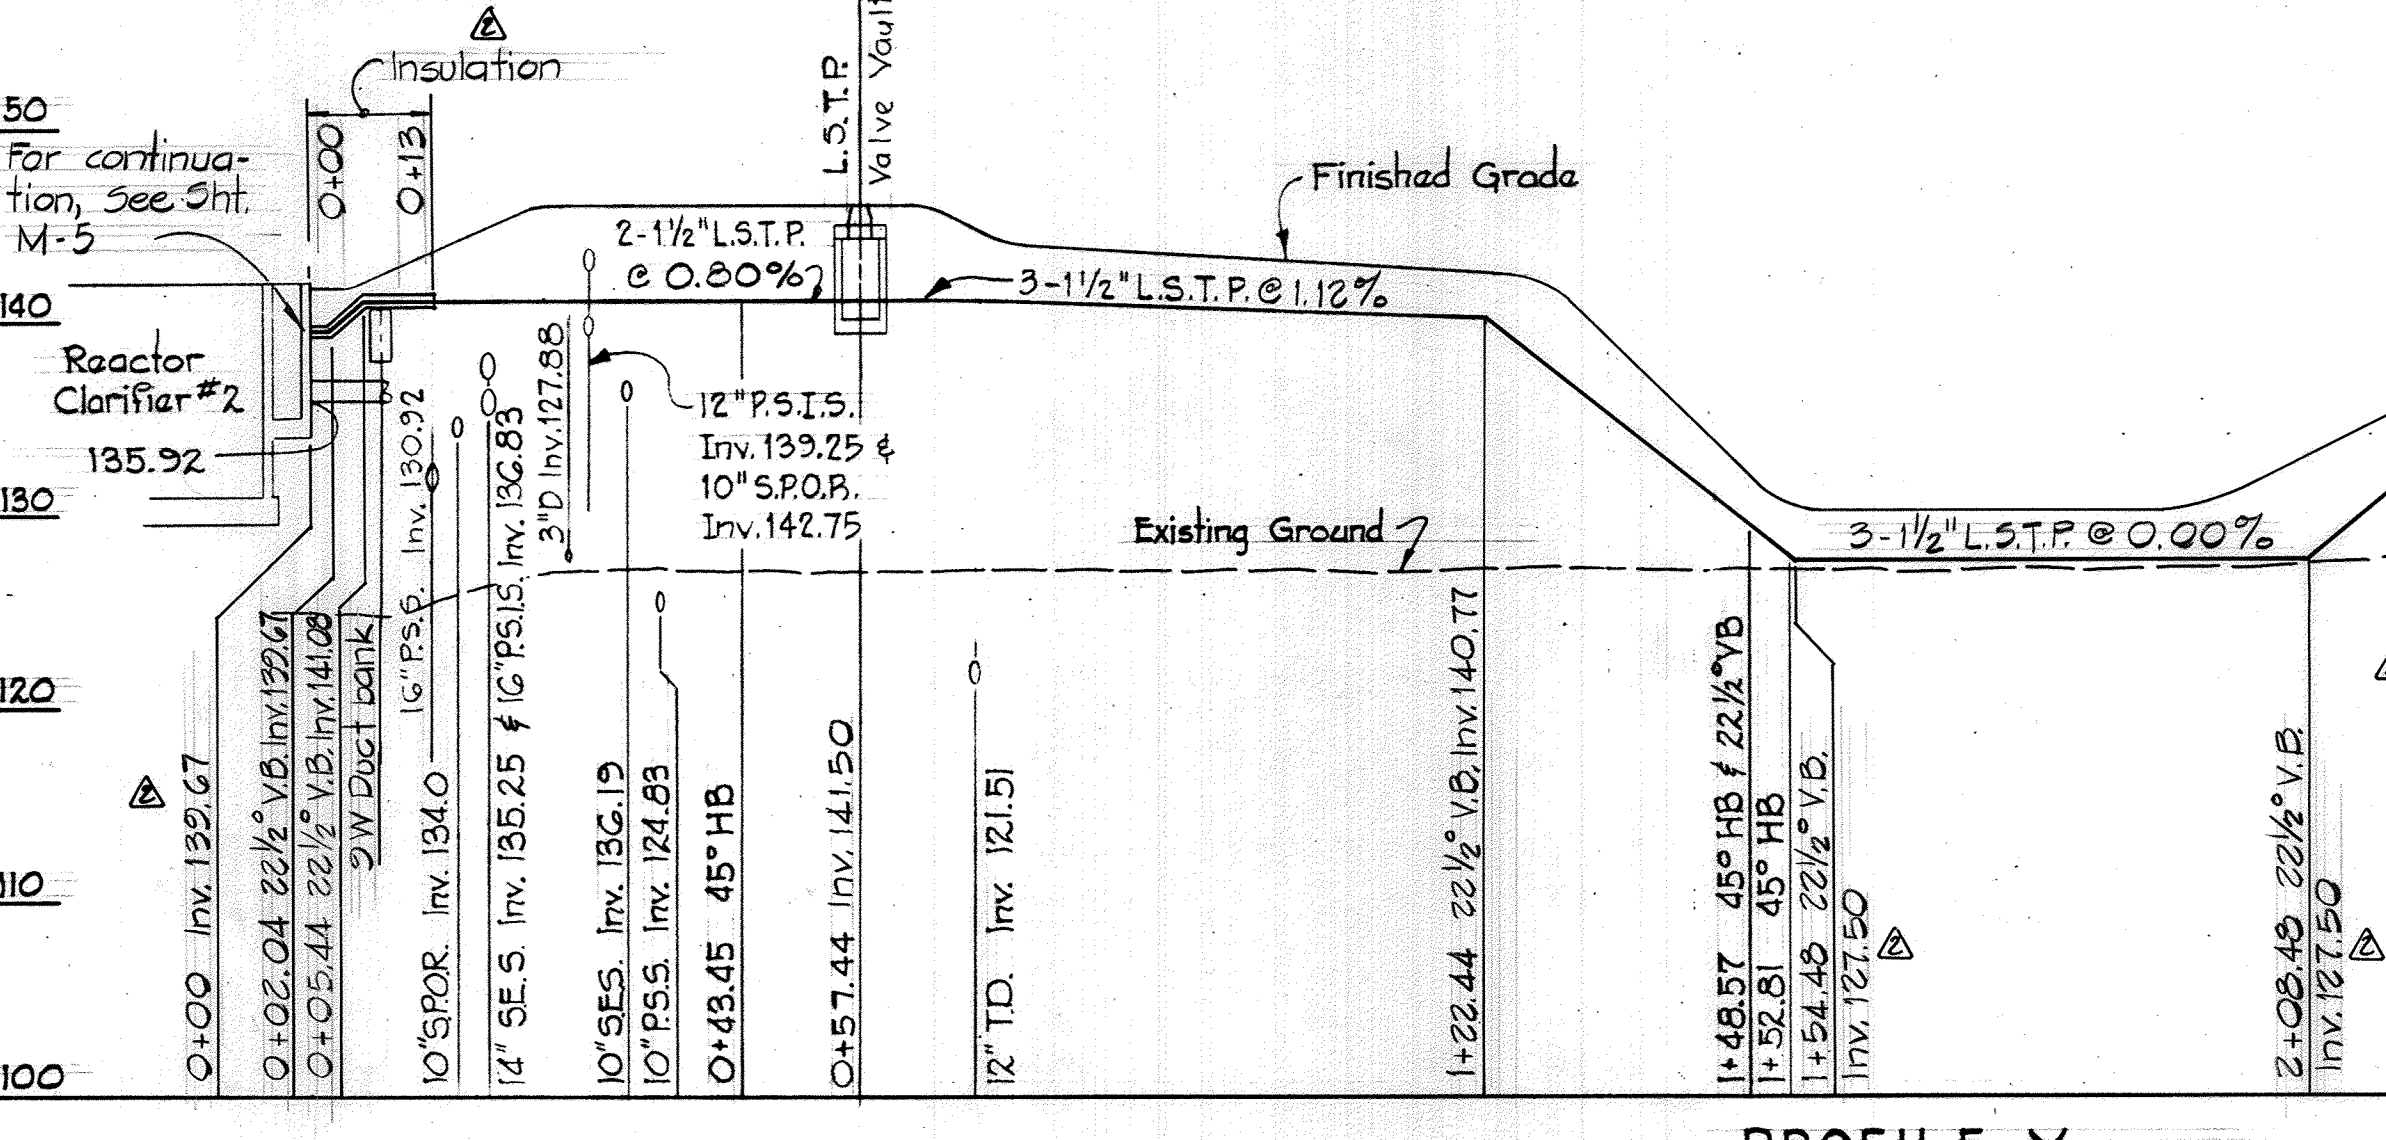 2
Insulation
50
0+00
0+13
For continua-
tion, See Sht.
M-5
L.S.T.P.
Valve Vault
Finished Grade
2-1½" L.S.T.P.
@ 0.80%
3-1½" L.S.T.P. @ 1.12%
140
Reactor
Clarifier #2
135.92
12" P.S.I.S.
Inv. 139.25 &
10" S.P.O.R.
Inv. 142.75
130
Existing Ground
3-1½" L.S.T.P. @ 0.00%
120
110
100
2
0+00 Inv. 139.67
0+02.04 22½° V.B. Inv. 139.67
0+05.44 22½° V.B. Inv. 141.08
9W Duct bank
16" P.S.S. Inv. 130.92
10" S.P.O.R. Inv. 134.0
14" S.E.S. Inv. 135.25 & 16" P.S.I.S. Inv. 136.83
3" D Inv. 127.88
10" S.E.S. Inv. 136.19
10" P.S.S. Inv. 124.83
0+43.45 45° HB
0+57.44 Inv. 141.50
12" T.D. Inv. 121.51
1+22.44 22½° V.B. Inv. 140.77
1+48.57 45° HB & 22½° VB
1+52.81 45° HB
1+54.48 22½° V.B.
Inv. 127.50
2
2+08.48 22½° V.B.
Inv. 127.50
2